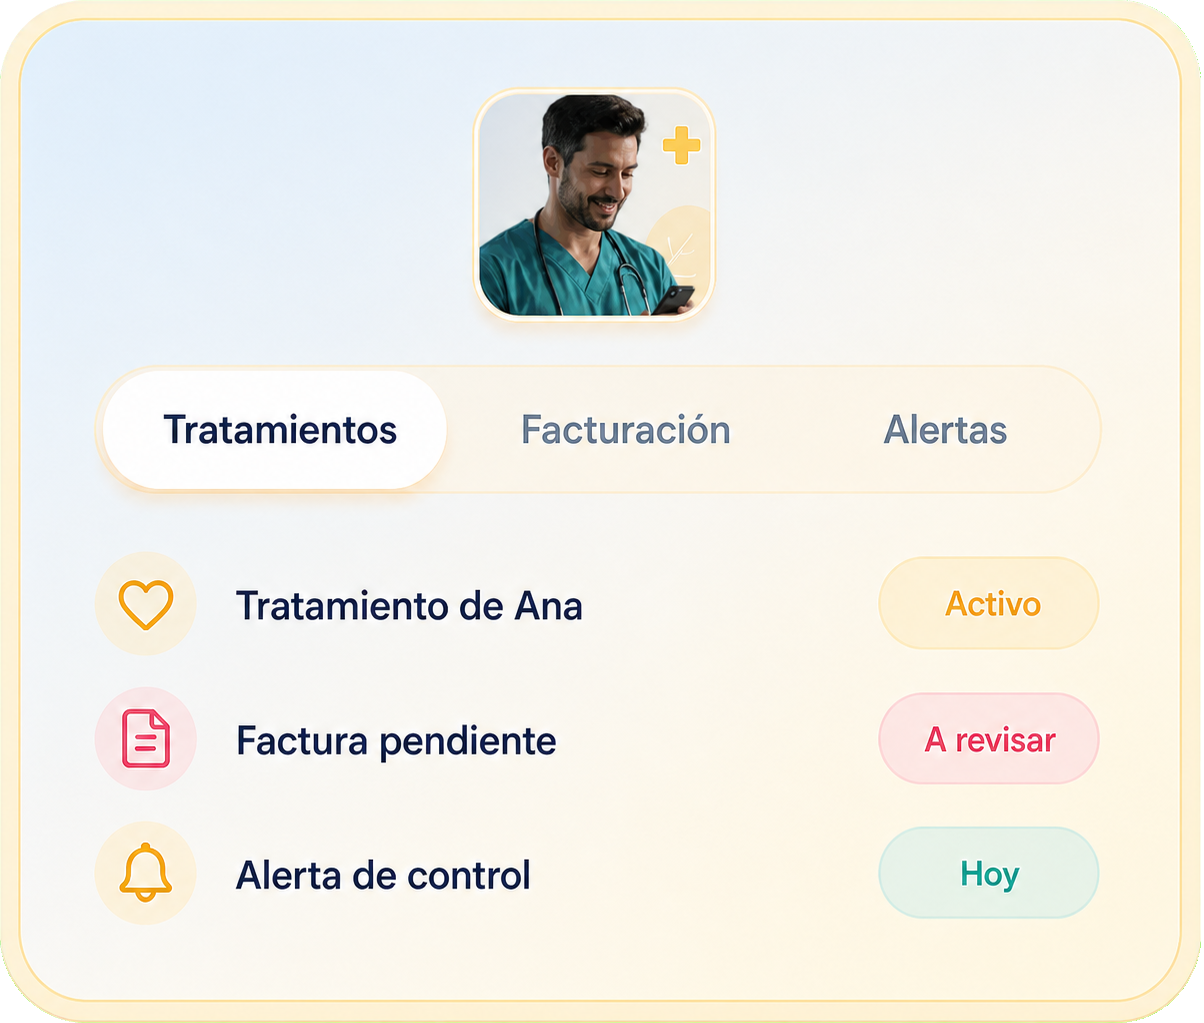 Tratamientos Facturación Alertas
Tratamiento de Ana Activo
Factura pendiente A revisar
Alerta de control Hoy